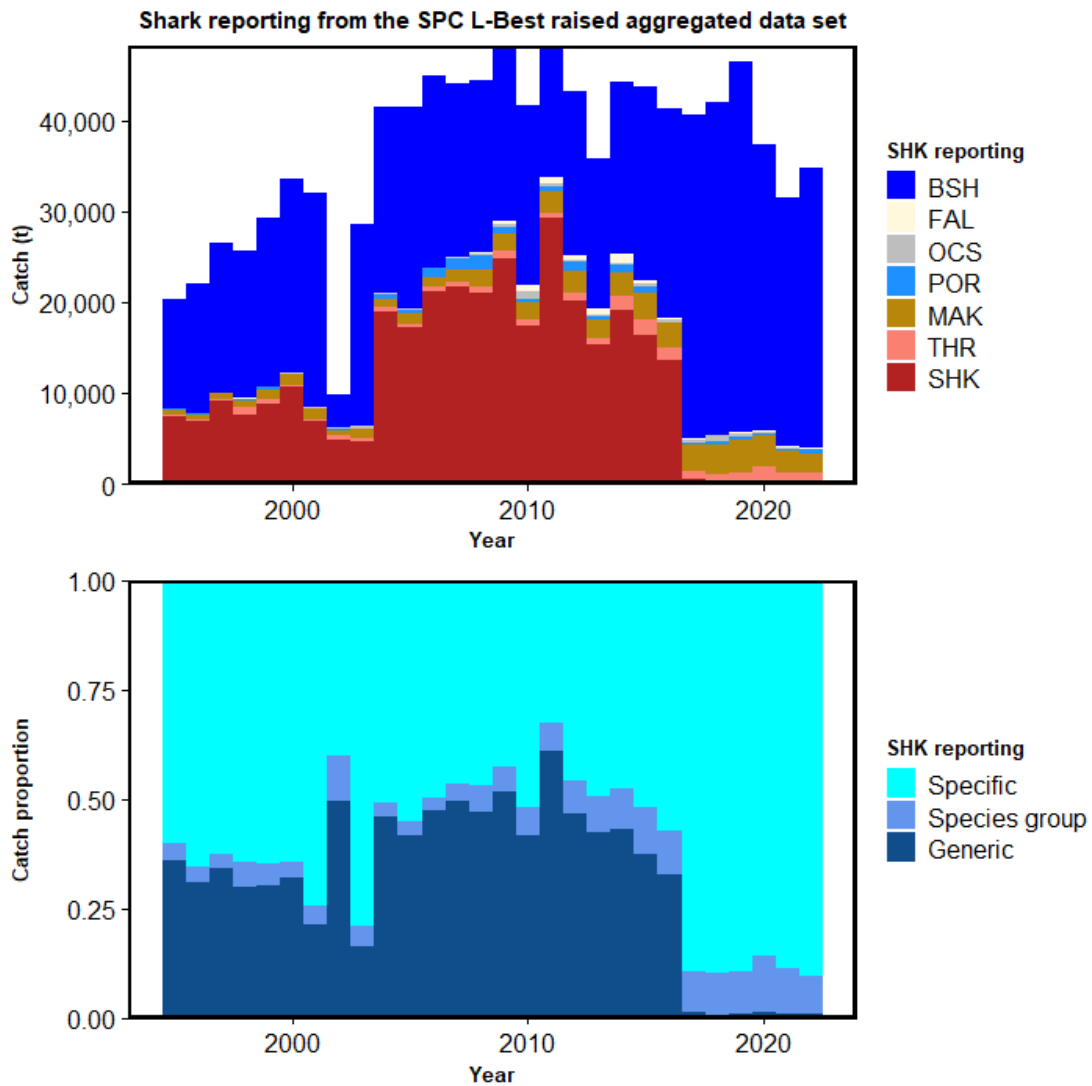 Shark reporting from the SPC L-Best raised aggregated data set
Catch (t)
40,000
30,000
20,000
10,000
0
2000
2010
2020
Year
SHK reporting
BSH
FAL
OCS
POR
MAK
THR
SHK
Catch proportion
1.00
0.75
0.50
0.25
0.00
2000
2010
2020
Year
SHK reporting
Specific
Species group
Generic